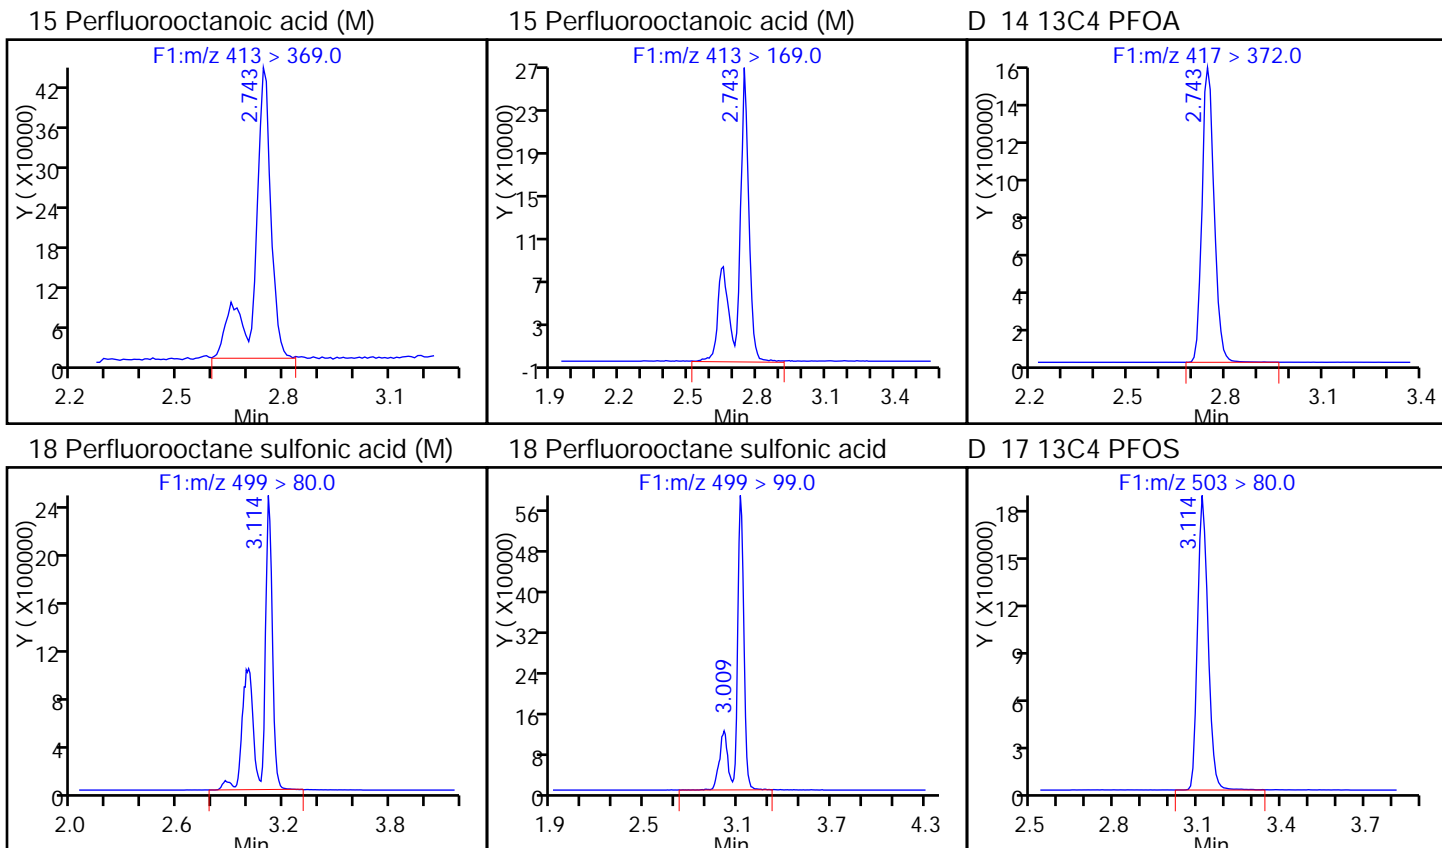 15 Perfluorooctanoic acid (M)
F1:m/z 413 > 369.0
2.743
Y ( X100000)
42
36
30
24
18
12
6
0
2.2 2.5 2.8 3.1
Min
15 Perfluorooctanoic acid (M)
F1:m/z 413 > 169.0
2.743
Y ( X100000)
27
23
19
15
11
7
3
-1
1.9 2.2 2.5 2.8 3.1 3.4
Min
D 14 13C4 PFOA
F1:m/z 417 > 372.0
2.743
Y ( X100000)
16
14
12
10
8
6
4
2
0
2.2 2.5 2.8 3.1 3.4
Min
18 Perfluorooctane sulfonic acid (M)
F1:m/z 499 > 80.0
3.114
Y ( X100000)
24
20
16
12
8
4
0
2.0 2.6 3.2 3.8
Min
18 Perfluorooctane sulfonic acid
F1:m/z 499 > 99.0
3.009
Y ( X100000)
56
48
40
32
24
16
8
0
1.9 2.5 3.1 3.7 4.3
Min
D 17 13C4 PFOS
F1:m/z 503 > 80.0
3.114
Y ( X100000)
18
15
12
9
6
3
0
2.5 2.8 3.1 3.4 3.7
Min